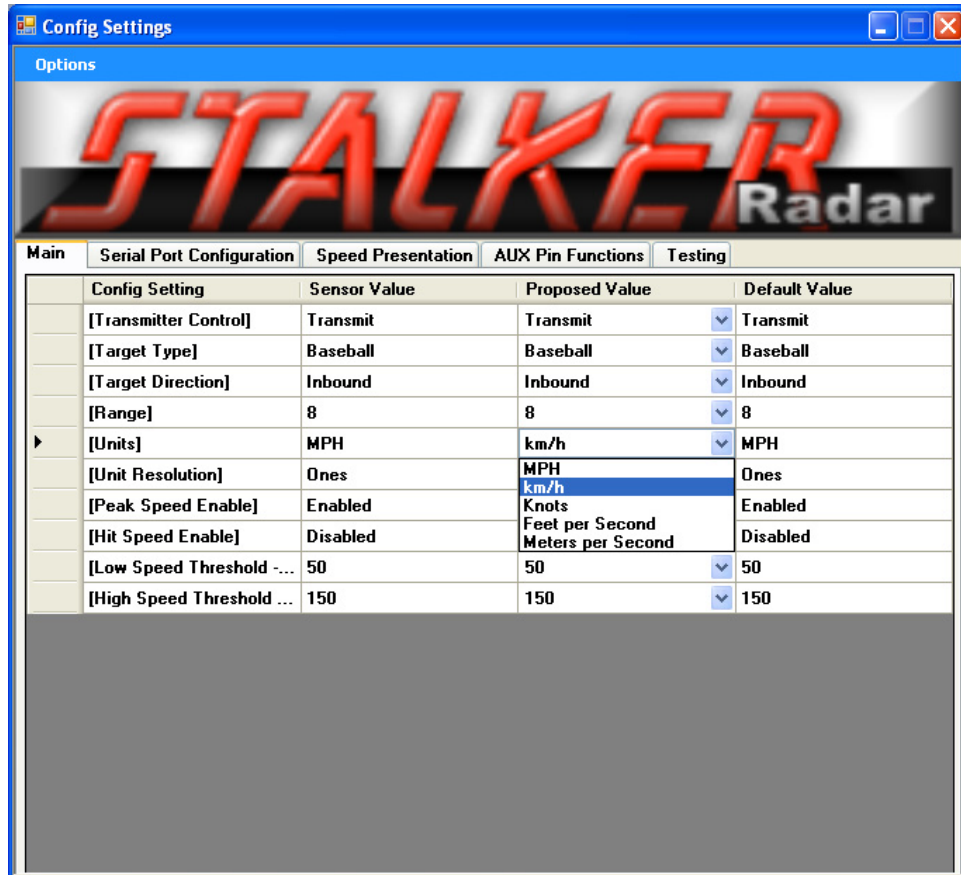 Config Settings
Options
STALKER
Radar
Main Serial Port Configuration Speed Presentation AUX Pin Functions Testing
Config Setting Sensor Value Proposed Value Default Value
[Transmitter Control] Transmit Transmit Transmit
[Target Type] Baseball Baseball Baseball
[Target Direction] Inbound Inbound Inbound
[Range] 8 8 8
[Units] MPH km/h MPH
[Unit Resolution] Ones MPH Ones
km/h
[Peak Speed Enable] Enabled Knots Enabled
Feet per Second
[Hit Speed Enable] Disabled Meters per Second Disabled
[Low Speed Threshold -... 50 50 50
[High Speed Threshold ... 150 150 150